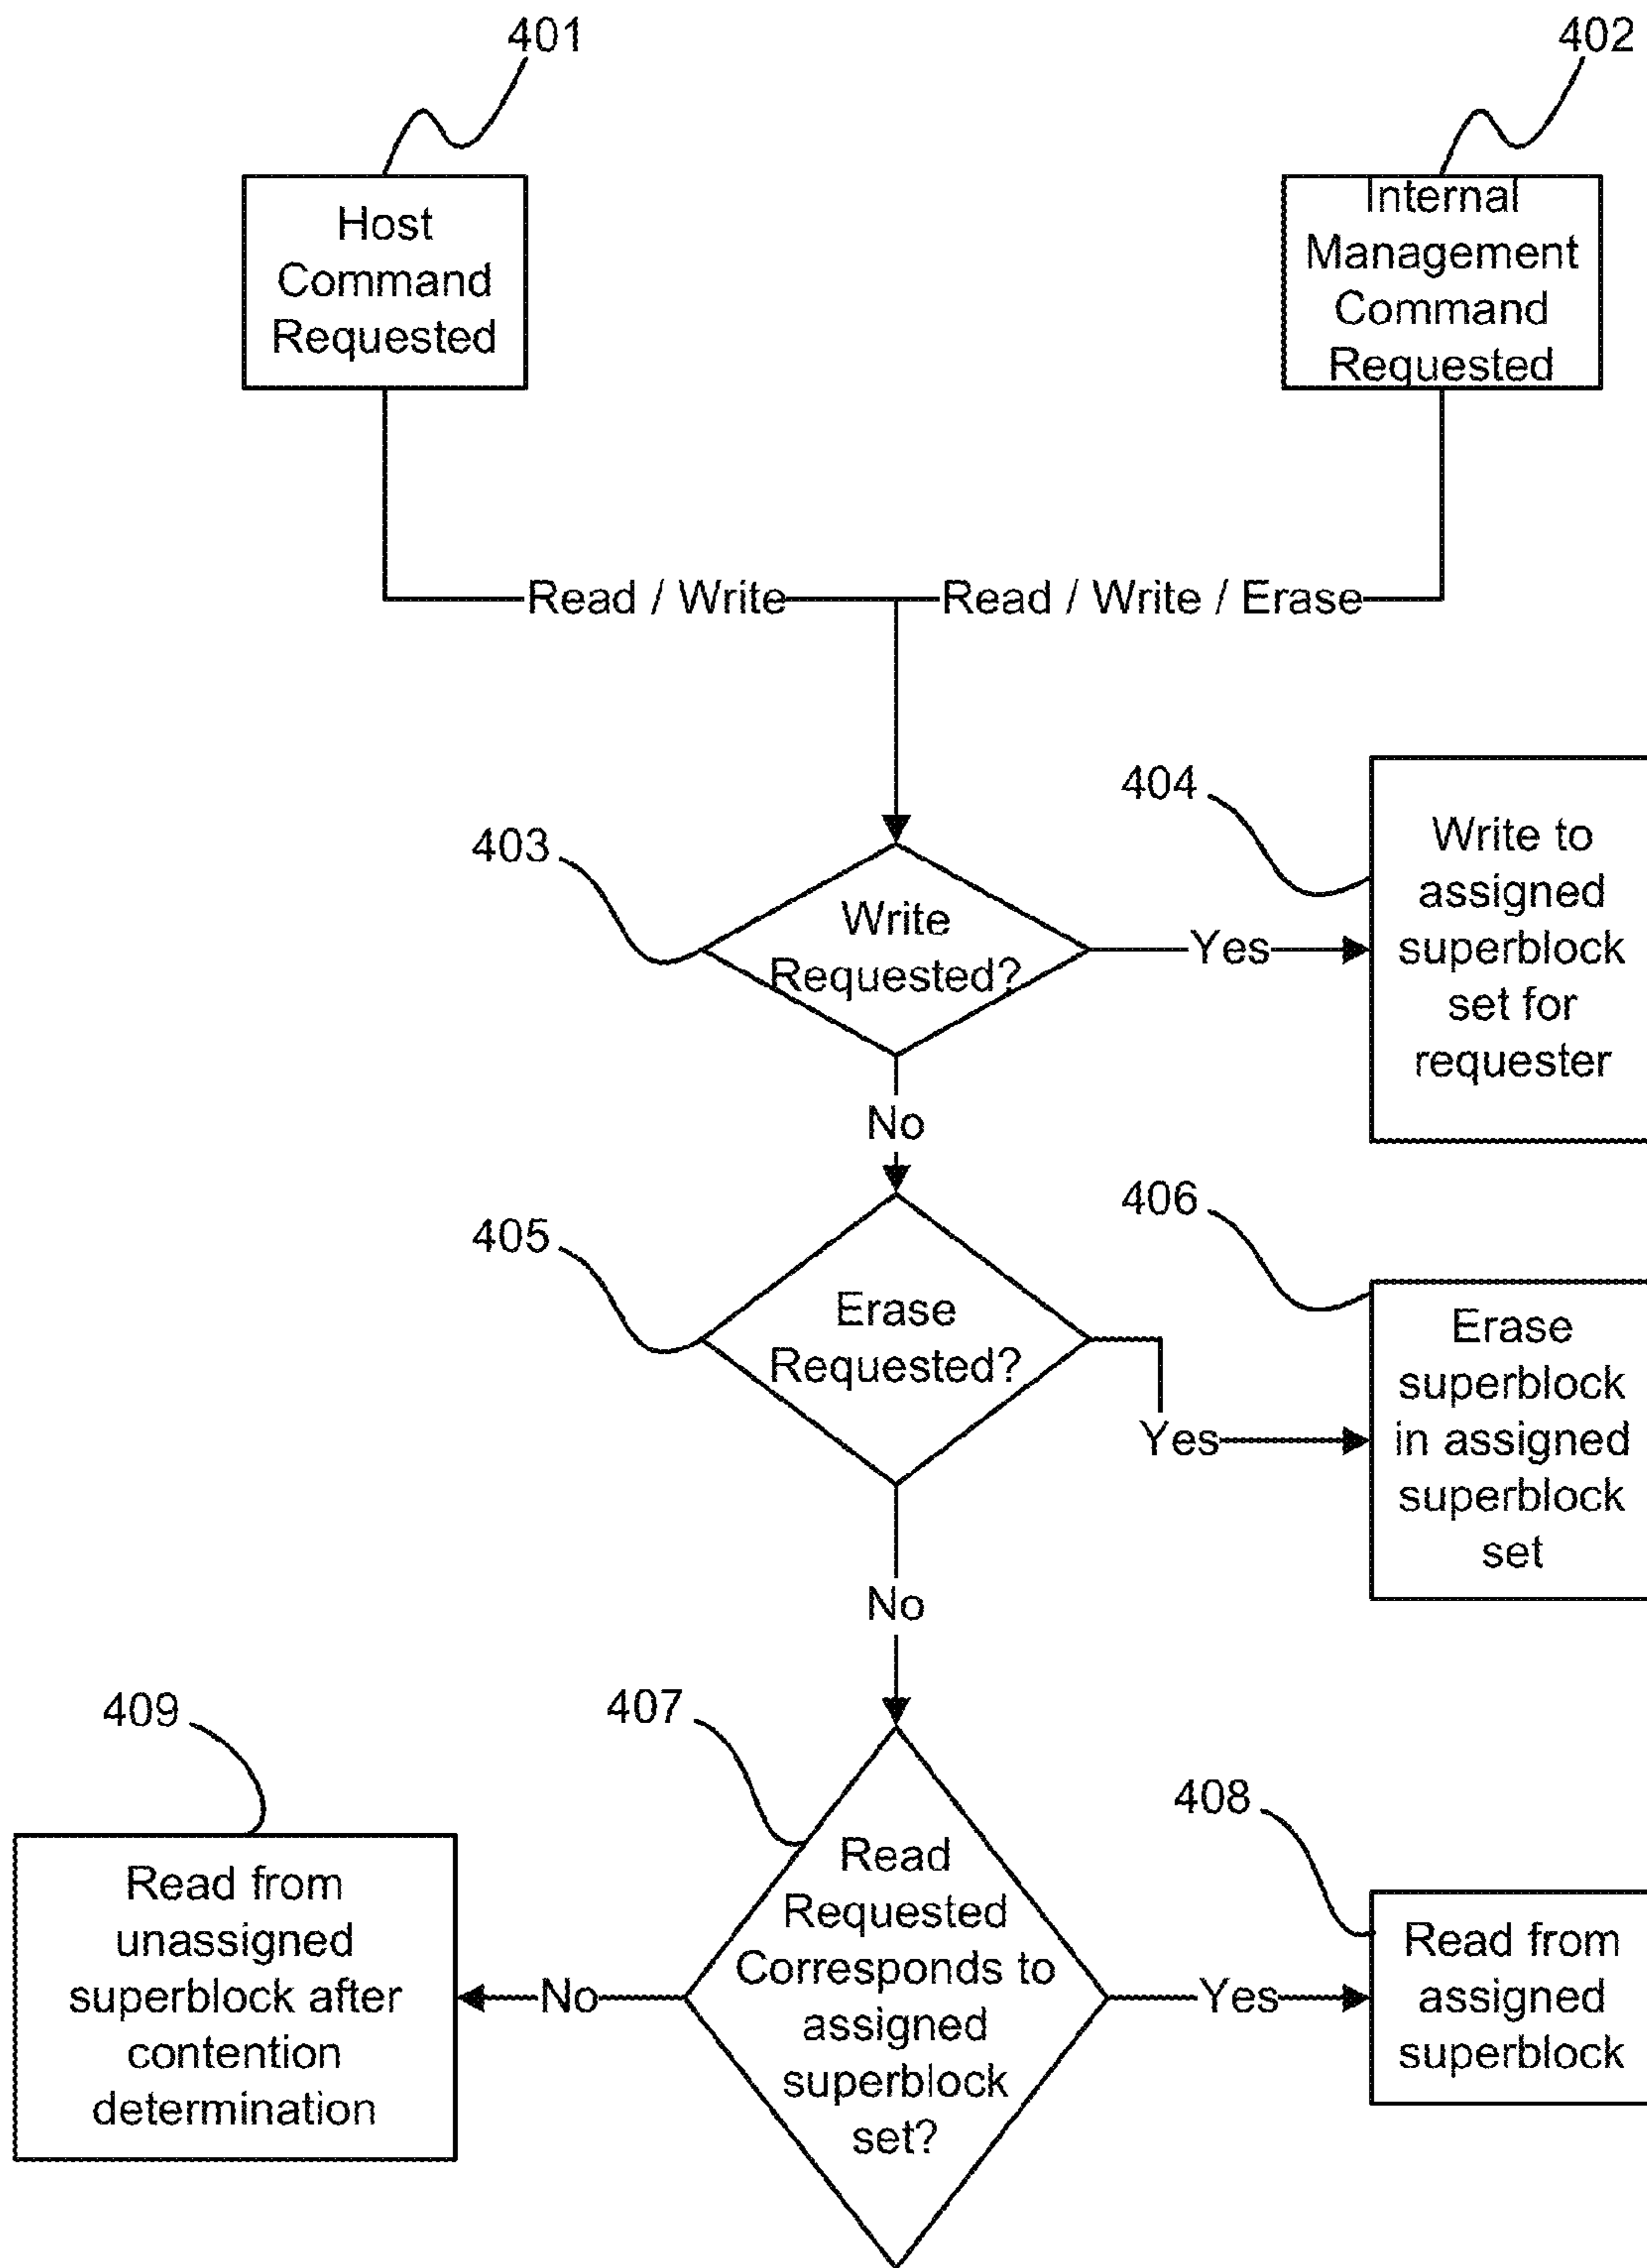 401
402
Host
Command
Requested
Internal
Management
Command
Requested
Read / Write
Read / Write / Erase
403
Write
Requested?
Yes
404
Write to
assigned
superblock
set for
requester
No
405
Erase
Requested?
Yes
406
Erase
superblock
in assigned
superblock
set
No
409
Read from
unassigned
superblock after
contention
determination
No
407
Read
Requested
Corresponds to
assigned
superblock
set?
Yes
408
Read from
assigned
superblock